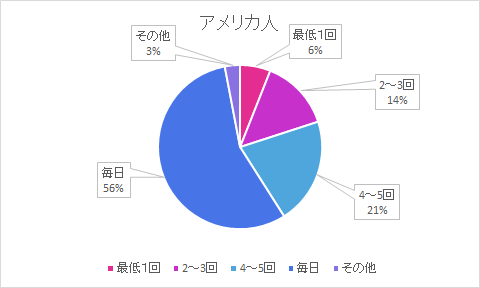 アメリカ人
その他
3%
最低1回
6%
2～3回
14%
毎日
56%
4～5回
21%
最低1回 2～3回 4～5回 毎日 その他